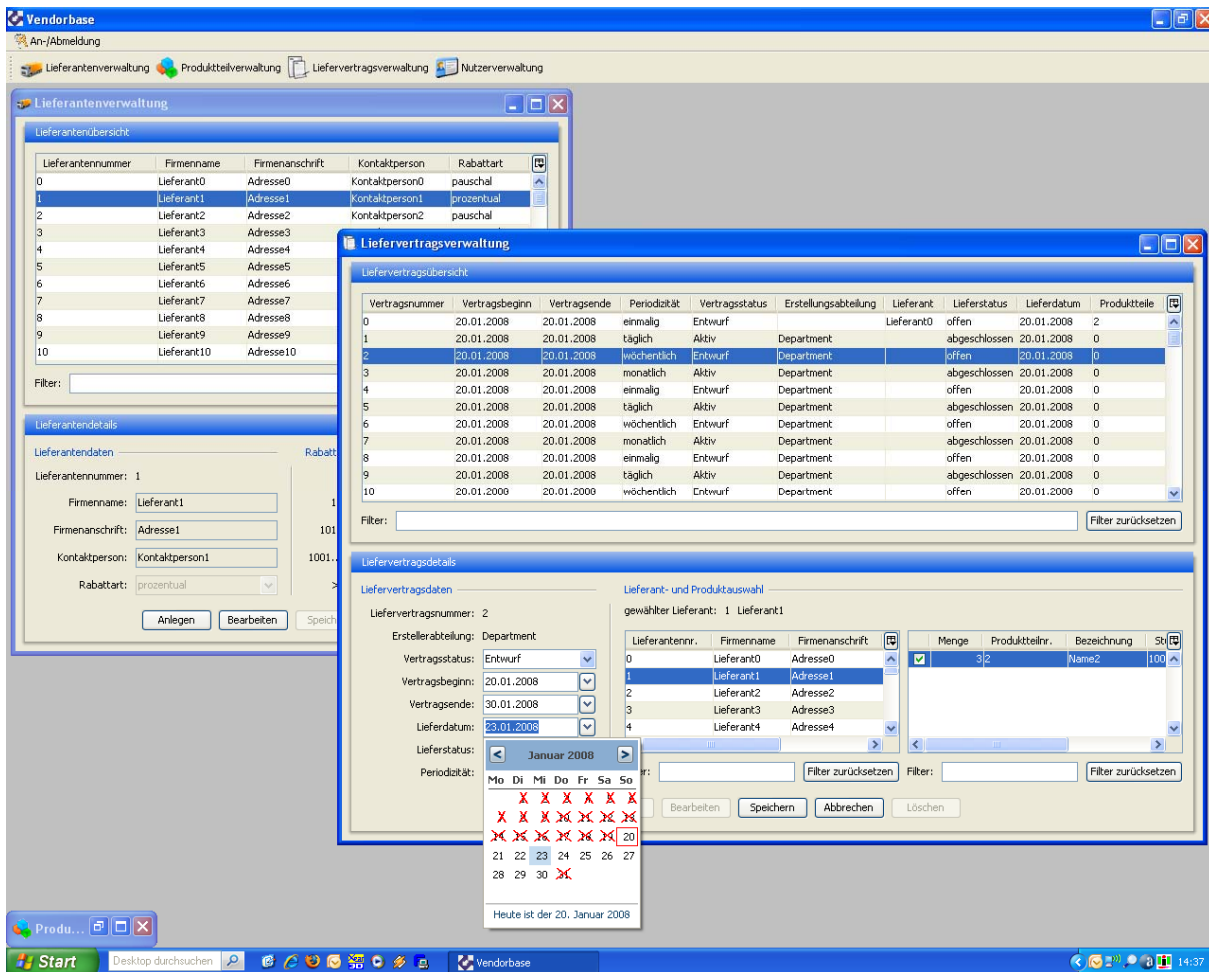 Vendorbase
An-/Abmeldung
Lieferantenverwaltung Produktteilverwaltung Liefervertragsverwaltung Nutzerverwaltung
Lieferantenverwaltung
Lieferantenübersicht
Lieferantennummer Firmenname Firmenanschrift Kontaktperson Rabattart
0 Lieferant0 Adresse0 Kontaktperson0 pauschal
1 Lieferant1 Adresse1 Kontaktperson1 prozentual
2 Lieferant2 Adresse2 Kontaktperson2 pauschal
3 Lieferant3 Adresse3
4 Lieferant4 Adresse4
5 Lieferant5 Adresse5
6 Lieferant6 Adresse6
7 Lieferant7 Adresse7
8 Lieferant8 Adresse8
9 Lieferant9 Adresse9
10 Lieferant10 Adresse10
Filter:
Lieferantendetails
Lieferantendaten Rabatt
Lieferantennummer: 1
Firmenname: Lieferant1 1
Firmenanschrift: Adresse1 101
Kontaktperson: Kontaktperson1 1001..
Rabattart: prozentual >
Anlegen Bearbeiten Speich
Liefervertragsverwaltung
Liefervertragsübersicht
Vertragsnummer Vertragsbeginn Vertragsende Periodizität Vertragsstatus Erstellungsabteilung Lieferant Lieferstatus Lieferdatum Produktteile
0 20.01.2008 20.01.2008 einmalig Entwurf Lieferant0 offen 20.01.2008 2
1 20.01.2008 20.01.2008 täglich Aktiv Department abgeschlossen 20.01.2008 0
2 20.01.2008 20.01.2008 wöchentlich Entwurf Department offen 20.01.2008 0
3 20.01.2008 20.01.2008 monatlich Aktiv Department abgeschlossen 20.01.2008 0
4 20.01.2008 20.01.2008 einmalig Entwurf Department offen 20.01.2008 0
5 20.01.2008 20.01.2008 täglich Aktiv Department abgeschlossen 20.01.2008 0
6 20.01.2008 20.01.2008 wöchentlich Entwurf Department offen 20.01.2008 0
7 20.01.2008 20.01.2008 monatlich Aktiv Department abgeschlossen 20.01.2008 0
8 20.01.2008 20.01.2008 einmalig Entwurf Department offen 20.01.2008 0
9 20.01.2008 20.01.2008 täglich Aktiv Department abgeschlossen 20.01.2008 0
10 20.01.2008 20.01.2008 wöchentlich Entwurf Department offen 20.01.2008 0
Filter: Filter zurücksetzen
Liefervertragsdetails
Liefervertragsdaten
Liefervertragsnummer: 2
Erstellerabteilung: Department
Vertragsstatus: Entwurf
Vertragsbeginn: 20.01.2008
Vertragsende: 30.01.2008
Lieferdatum: 23.01.2008
Lieferstatus:
Periodizität:
Lieferant- und Produktauswahl
gewählter Lieferant: 1 Lieferant1
Lieferantennr. Firmenname Firmenanschrift
0 Lieferant0 Adresse0
1 Lieferant1 Adresse1
2 Lieferant2 Adresse2
3 Lieferant3 Adresse3
4 Lieferant4 Adresse4
Menge Produktteilnr. Bezeichnung St
3 2 Name2 100
r: Filter zurücksetzen Filter: Filter zurücksetzen
Bearbeiten Speichern Abbrechen Löschen
Januar 2008
Mo Di Mi Do Fr Sa So
10 11 12 13
14 15 16 17 18 19 20
21 22 23 24 25 26 27
28 29 30 31
Heute ist der 20. Januar 2008
Produ...
Start Desktop durchsuchen Vendorbase 14:37